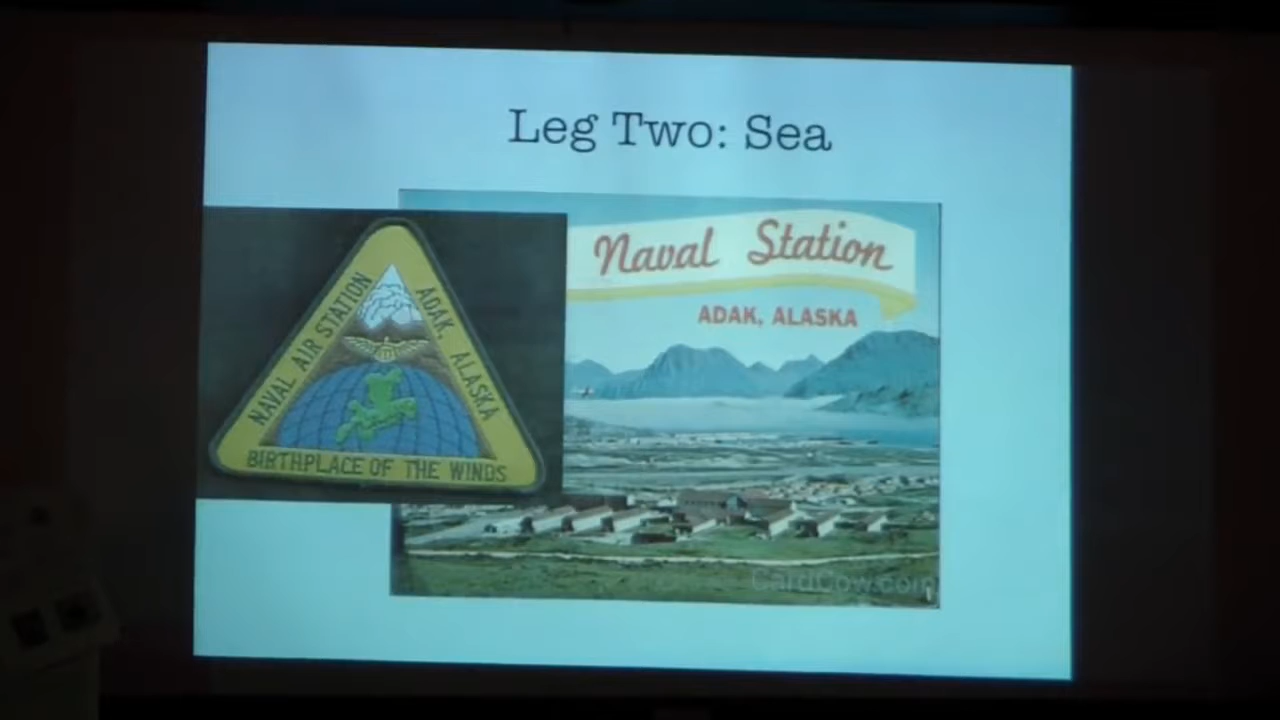 Leg Two: Sea
Naval Station
ADAK, ALASKA
NAVAL AIR STATION
ADAK, ALASKA
BIRTHPLACE OF THE WINDS
CardCow.com